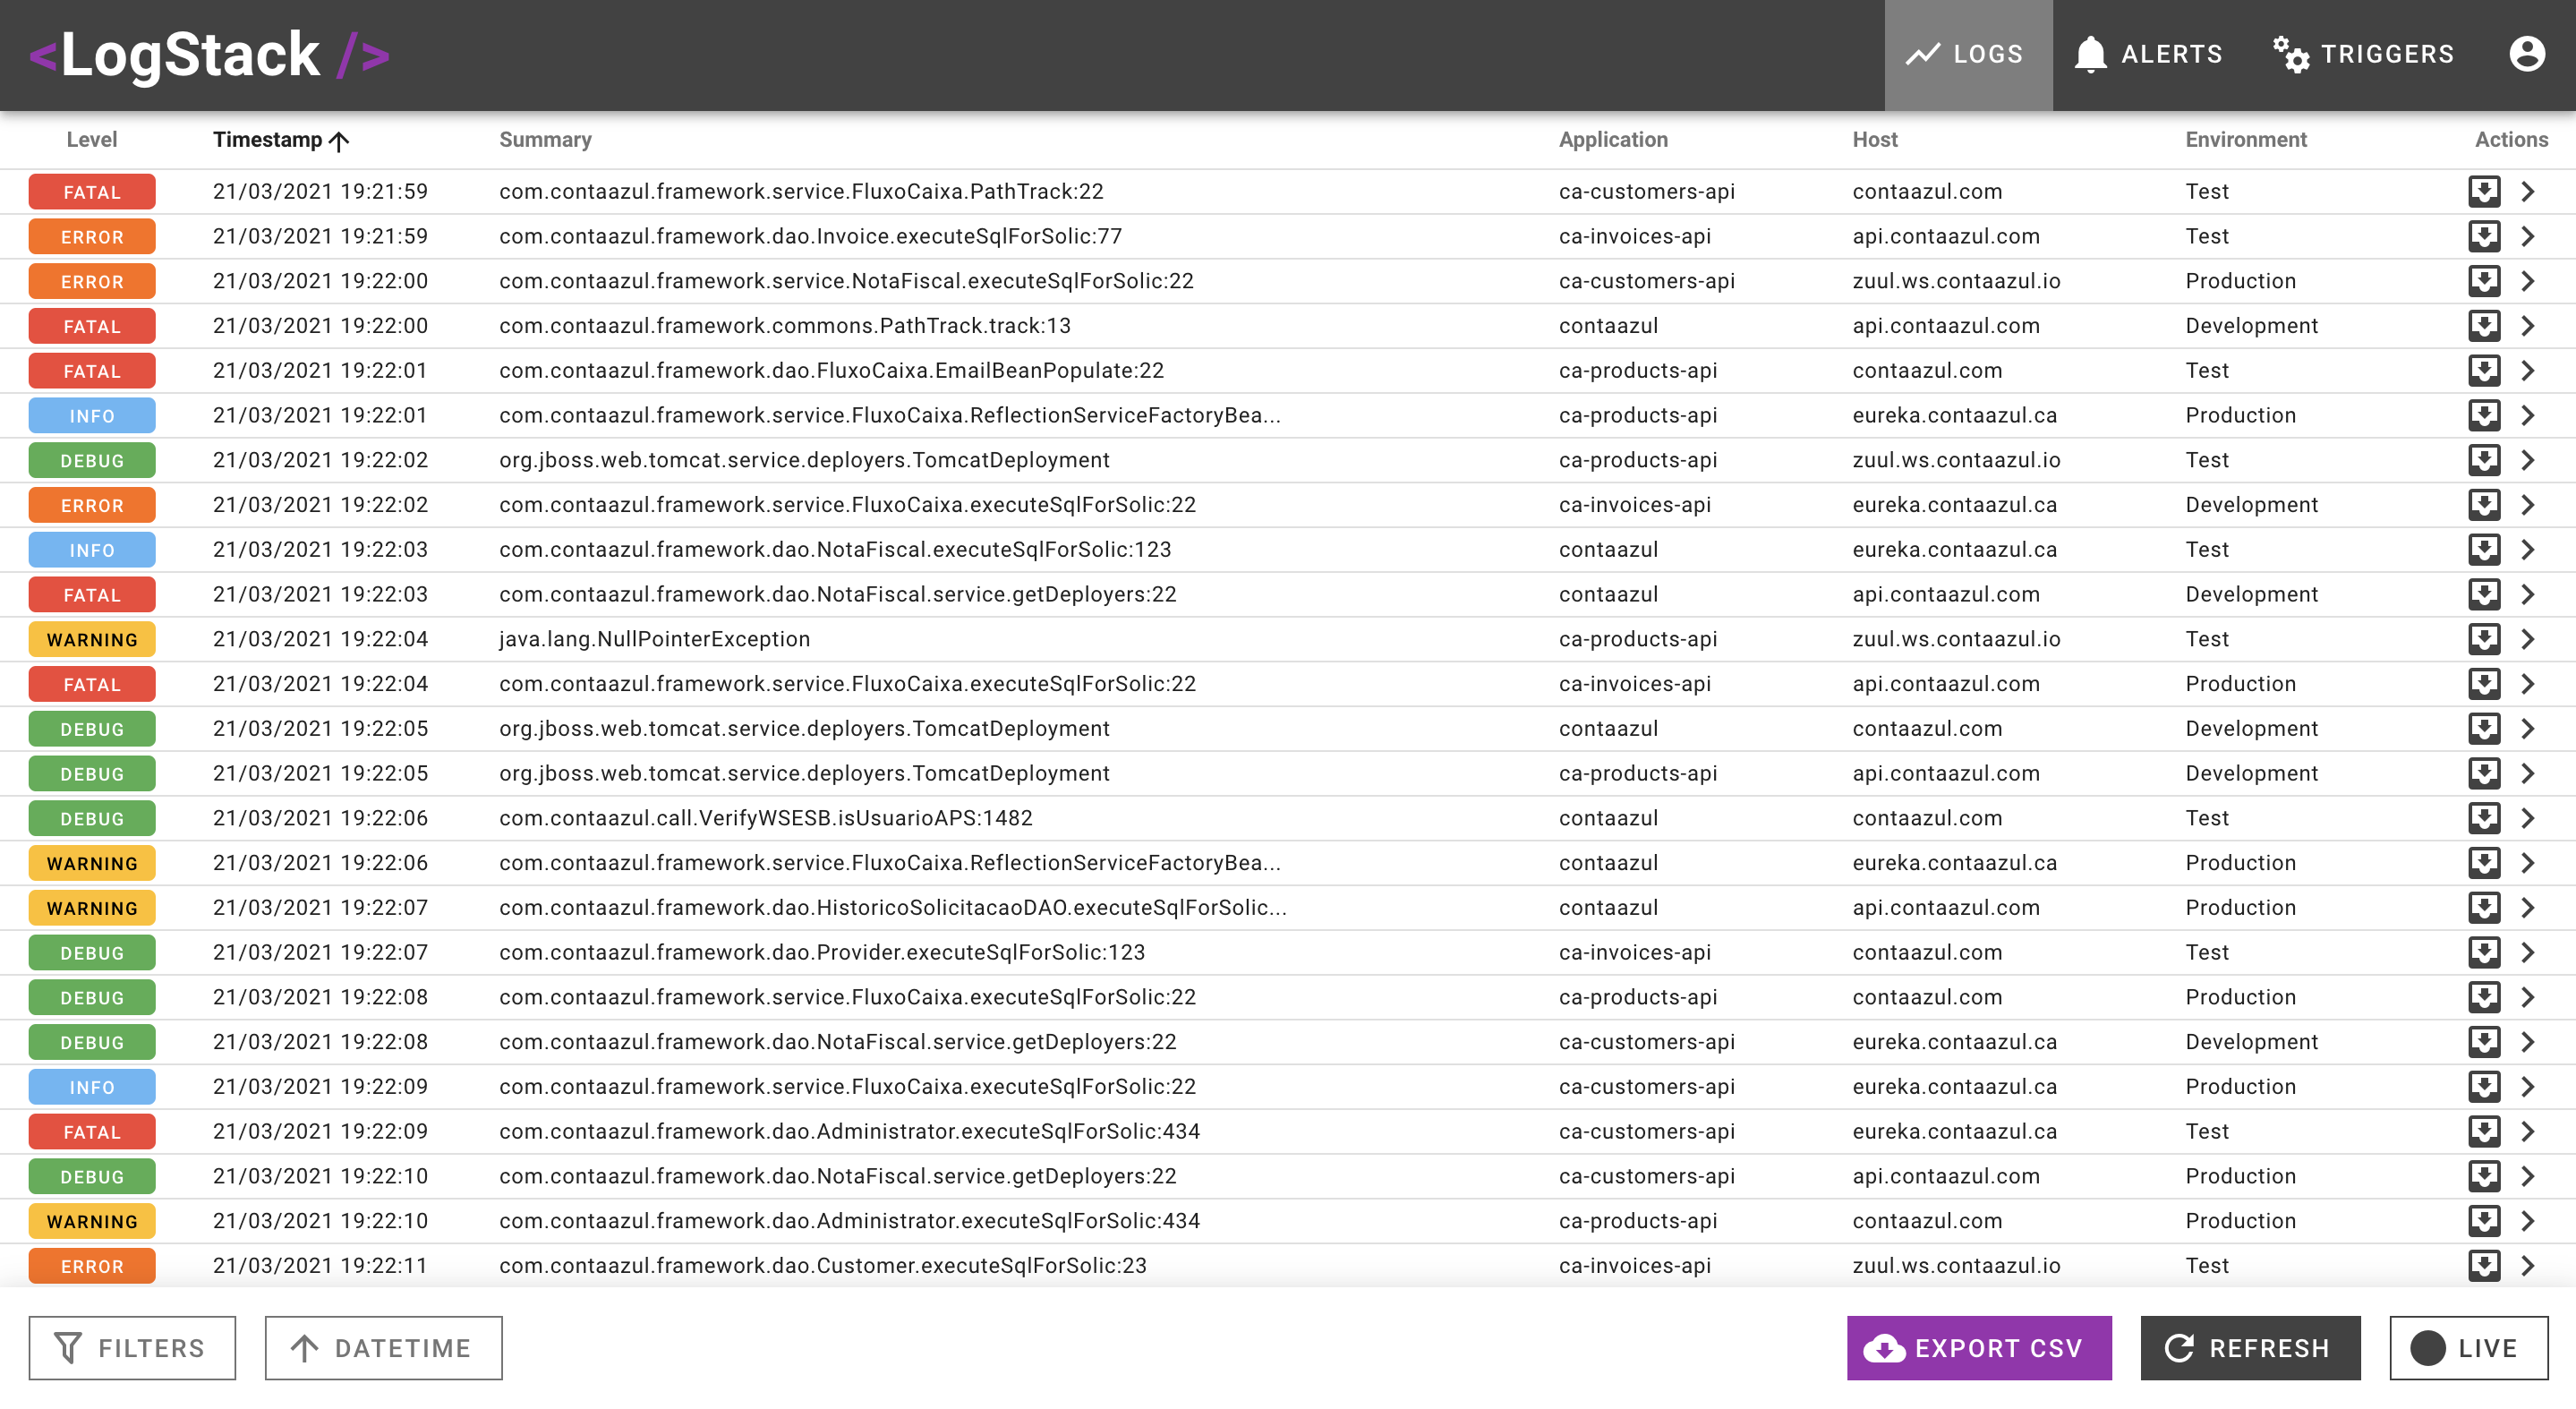 <LogStack />
LOGS ALERTS TRIGGERS
Level Timestamp Summary Application Host Environment Actions
FATAL 21/03/2021 19:21:59 com.contaazul.framework.service.FluxoCaixa.PathTrack:22 ca-customers-api contaazul.com Test
ERROR 21/03/2021 19:21:59 com.contaazul.framework.dao.Invoice.executeSqlForSolic:77 ca-invoices-api api.contaazul.com Test
ERROR 21/03/2021 19:22:00 com.contaazul.framework.service.NotaFiscal.executeSqlForSolic:22 ca-customers-api zuul.ws.contaazul.io Production
FATAL 21/03/2021 19:22:00 com.contaazul.framework.commons.PathTrack.track:13 contaazul api.contaazul.com Development
FATAL 21/03/2021 19:22:01 com.contaazul.framework.dao.FluxoCaixa.EmailBeanPopulate:22 ca-products-api contaazul.com Test
INFO 21/03/2021 19:22:01 com.contaazul.framework.service.FluxoCaixa.ReflectionServiceFactoryBea... ca-products-api eureka.contaazul.ca Production
DEBUG 21/03/2021 19:22:02 org.jboss.web.tomcat.service.deployers.TomcatDeployment ca-products-api zuul.ws.contaazul.io Test
ERROR 21/03/2021 19:22:02 com.contaazul.framework.service.FluxoCaixa.executeSqlForSolic:22 ca-invoices-api eureka.contaazul.ca Development
INFO 21/03/2021 19:22:03 com.contaazul.framework.dao.NotaFiscal.executeSqlForSolic:123 contaazul eureka.contaazul.ca Test
FATAL 21/03/2021 19:22:03 com.contaazul.framework.dao.NotaFiscal.service.getDeployers:22 contaazul api.contaazul.com Development
WARNING 21/03/2021 19:22:04 java.lang.NullPointerException ca-products-api zuul.ws.contaazul.io Test
FATAL 21/03/2021 19:22:04 com.contaazul.framework.service.FluxoCaixa.executeSqlForSolic:22 ca-invoices-api api.contaazul.com Production
DEBUG 21/03/2021 19:22:05 org.jboss.web.tomcat.service.deployers.TomcatDeployment contaazul contaazul.com Development
DEBUG 21/03/2021 19:22:05 org.jboss.web.tomcat.service.deployers.TomcatDeployment ca-products-api api.contaazul.com Development
DEBUG 21/03/2021 19:22:06 com.contaazul.call.VerifyWSESB.isUsuarioAPS:1482 contaazul contaazul.com Test
WARNING 21/03/2021 19:22:06 com.contaazul.framework.service.FluxoCaixa.ReflectionServiceFactoryBea... contaazul eureka.contaazul.ca Production
WARNING 21/03/2021 19:22:07 com.contaazul.framework.dao.HistoricoSolicitacaoDAO.executeSqlForSolic... contaazul api.contaazul.com Production
DEBUG 21/03/2021 19:22:07 com.contaazul.framework.dao.Provider.executeSqlForSolic:123 ca-invoices-api contaazul.com Test
DEBUG 21/03/2021 19:22:08 com.contaazul.framework.service.FluxoCaixa.executeSqlForSolic:22 ca-products-api contaazul.com Production
DEBUG 21/03/2021 19:22:08 com.contaazul.framework.dao.NotaFiscal.service.getDeployers:22 ca-customers-api eureka.contaazul.ca Development
INFO 21/03/2021 19:22:09 com.contaazul.framework.service.FluxoCaixa.executeSqlForSolic:22 ca-customers-api eureka.contaazul.ca Production
FATAL 21/03/2021 19:22:09 com.contaazul.framework.dao.Administrator.executeSqlForSolic:434 ca-customers-api eureka.contaazul.ca Test
DEBUG 21/03/2021 19:22:10 com.contaazul.framework.dao.NotaFiscal.service.getDeployers:22 ca-customers-api api.contaazul.com Production
WARNING 21/03/2021 19:22:10 com.contaazul.framework.dao.Administrator.executeSqlForSolic:434 ca-products-api contaazul.com Production
ERROR 21/03/2021 19:22:11 com.contaazul.framework.dao.Customer.executeSqlForSolic:23 ca-invoices-api zuul.ws.contaazul.io Test
FILTERS DATETIME EXPORT CSV REFRESH LIVE